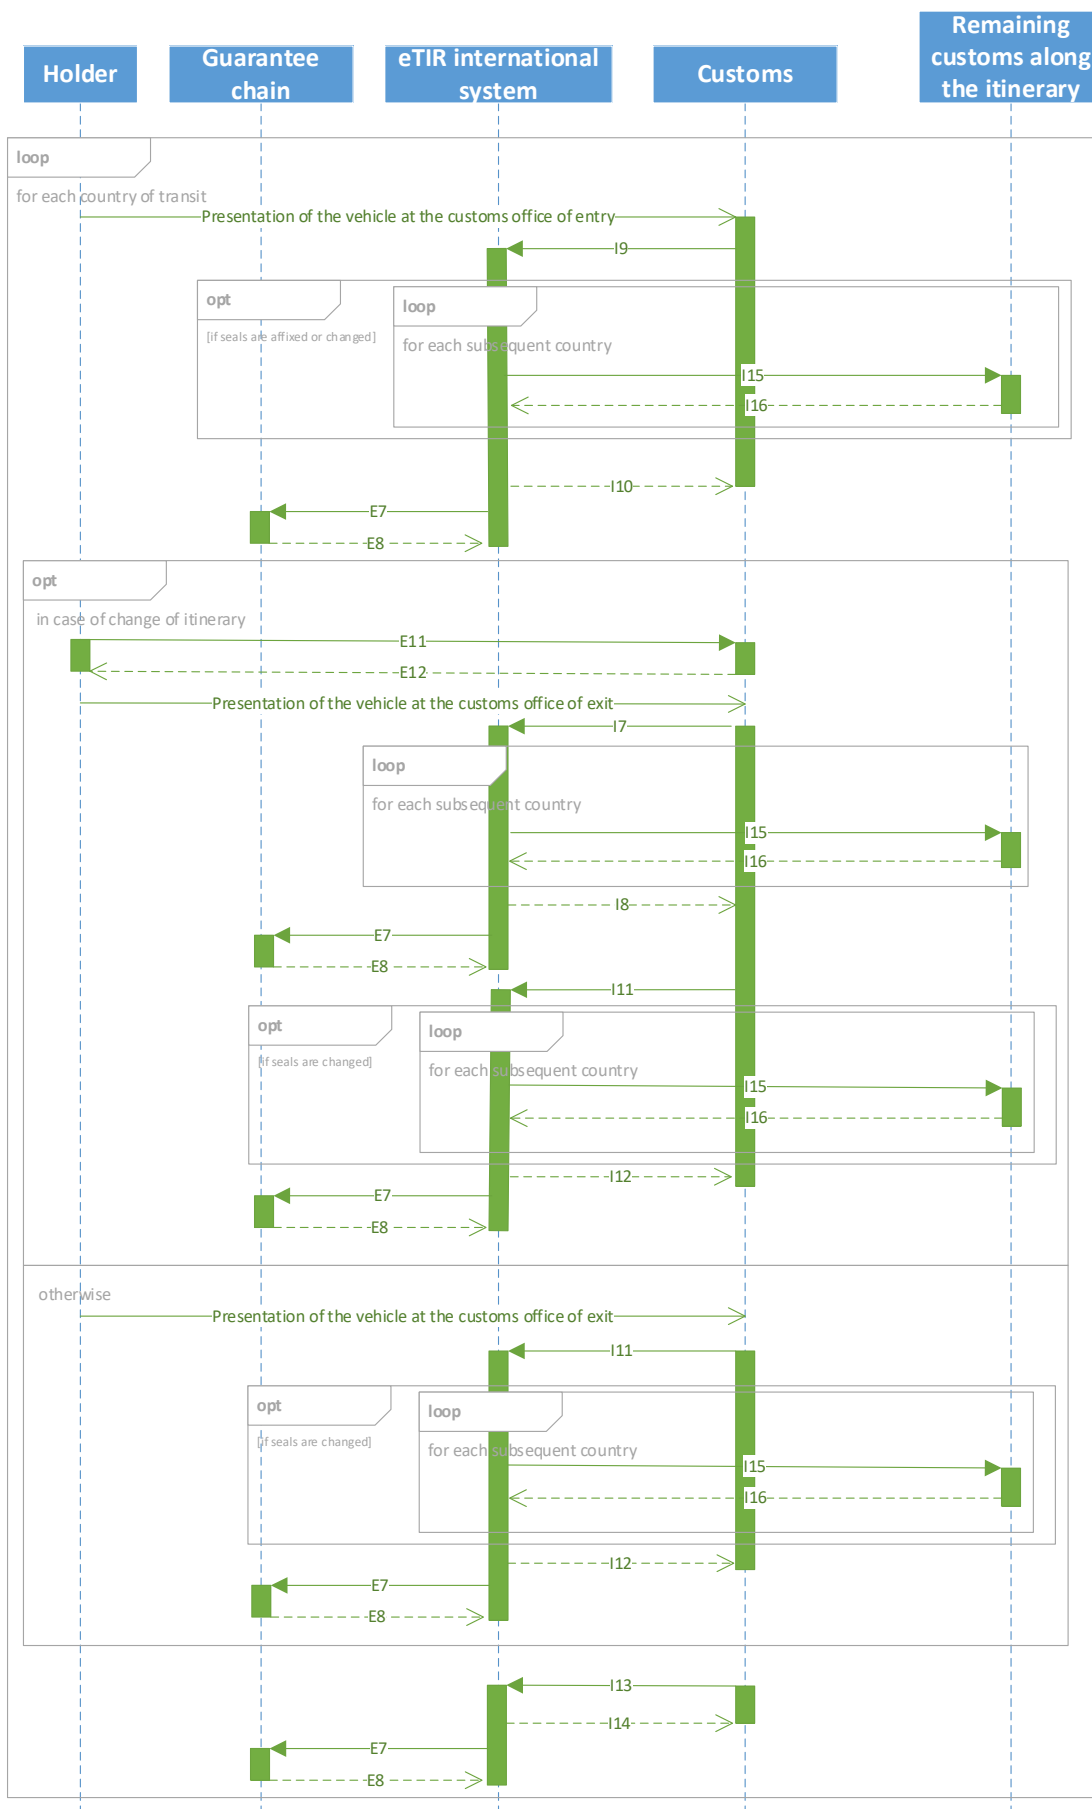 Holder
Guarantee
chain
eTIR international
system
Customs
Remaining
customs along
the itinerary
loop
for each country of transit
Presentation of the vehicle at the customs office of entry
I9
opt
[if seals are affixed or changed]
loop
for each subsequent country
I15
I16
I10
E7
E8
opt
in case of change of itinerary
E11
E12
Presentation of the vehicle at the customs office of exit
I7
loop
for each subsequent country
I15
I16
I8
E7
E8
I11
opt
[if seals are changed]
loop
for each subsequent country
I15
I16
I12
E7
E8
otherwise
Presentation of the vehicle at the customs office of exit
I11
opt
[if seals are changed]
loop
for each subsequent country
I15
I16
I12
E7
E8
I13
I14
E7
E8